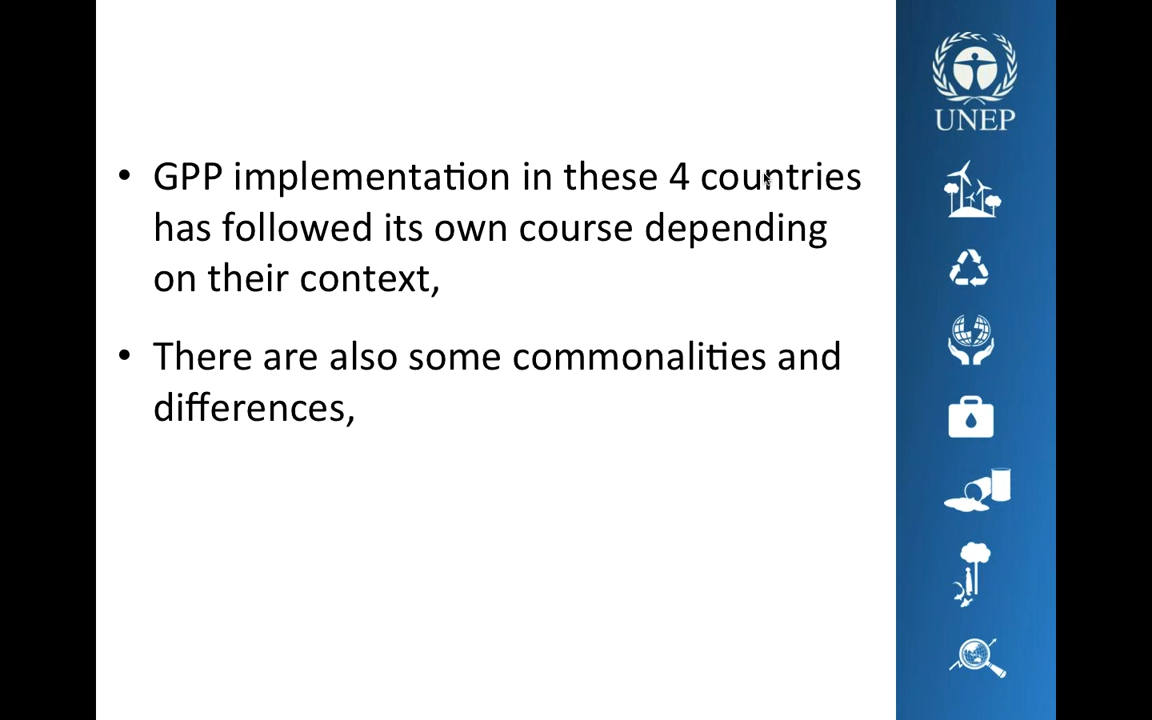 • GPP implementation in these 4 countries
has followed its own course depending
on their context,
• There are also some commonalities and
differences,
UNEP